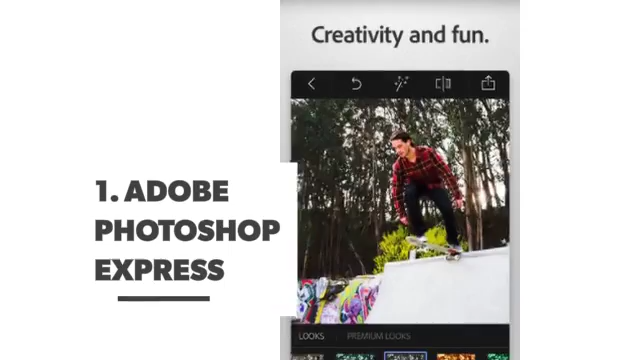 Creativity and fun.
1. ADOBE
PHOTOSHOP
EXPRESS
LOOKS
PREMIUM LOOKS